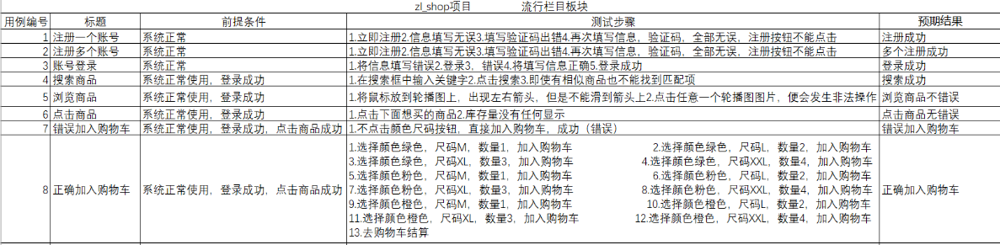 zl_shop项目 流行栏目板块
用例编号 标题 前提条件 测试步骤 预期结果
1 注册一个账号 系统正常 1.立即注册2.信息填写无误3.填写验证码出错4.再次填写信息，验证码，全部无误，注册按钮不能点击 注册成功
2 注册多个账号 系统正常 1.立即注册2.信息填写无误3.填写验证码出错4.再次填写信息，验证码，全部无误，注册按钮不能点击 多个注册成功
3 账号登录 系统正常 1.将信息填写错误2.登录3，错误4.将填写信息正确5.登录成功 登录成功
4 搜索商品 系统正常使用，登录成功 1.在搜索框中输入关键字2.点击搜索3.即使有相似商品也不能找到匹配项 搜索成功
5 浏览商品 系统正常使用，登录成功 1.将鼠标放到轮播图上，出现左右箭头，但是不能滑到箭头上2.点击任意一个轮播图图片，便会发生非法操作 浏览商品不错误
6 点击商品 系统正常使用，登录成功 1.点击下面想买的商品2.库存量没有任何显示 点击商品无错误
7 错误加入购物车 系统正常使用，登录成功，点击商品成功 1.不点击颜色尺码按钮，直接加入购物车，成功（错误） 错误加入购物车
1.选择颜色绿色，尺码M，数量1，加入购物车 2.选择颜色绿色，尺码L，数量2，加入购物车
3.选择颜色绿色，尺码XL，数量3，加入购物车 4.选择颜色绿色，尺码XXL，数量4，加入购物车
5.选择颜色粉色，尺码M，数量1，加入购物车 6.选择颜色粉色，尺码L，数量2，加入购物车
8 正确加入购物车 系统正常使用，登录成功，点击商品成功 7.选择颜色粉色，尺码XL，数量3，加入购物车 8.选择颜色粉色，尺码XXL，数量4，加入购物车 正确加入购物车
9.选择颜色橙色，尺码M，数量1，加入购物车 10.选择颜色橙色，尺码L，数量2，加入购物车
11.选择颜色橙色，尺码XL，数量3，加入购物车 12.选择颜色橙色，尺码XXL，数量4，加入购物车
13.去购物车结算